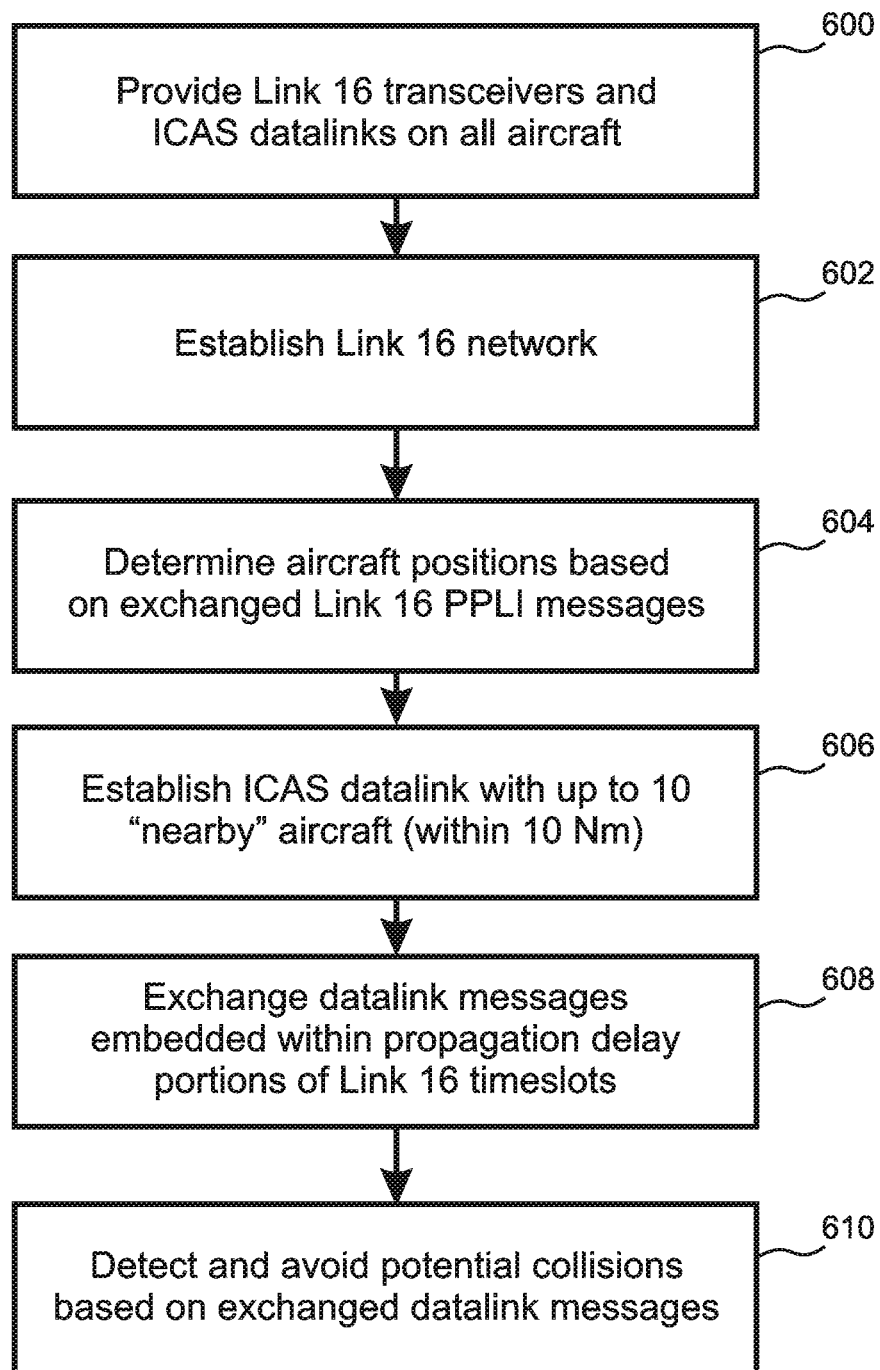 600
Provide Link 16 transceivers and
ICAS datalinks on all aircraft
602
Establish Link 16 network
604
Determine aircraft positions based
on exchanged Link 16 PPLI messages
606
Establish ICAS datalink with up to 10
“nearby” aircraft (within 10 Nm)
608
Exchange datalink messages
embedded within propagation delay
portions of Link 16 timeslots
610
Detect and avoid potential collisions
based on exchanged datalink messages